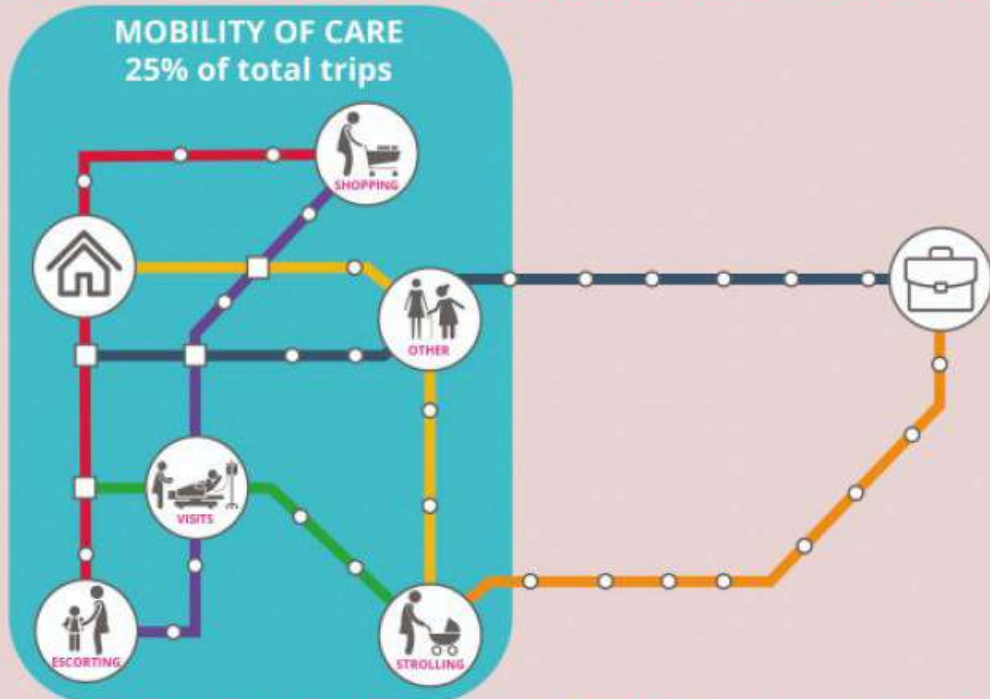 MOBILITY OF CARE
25% of total trips
SHOPPING
OTHER
VISITS
ESCORTING
STROLLING